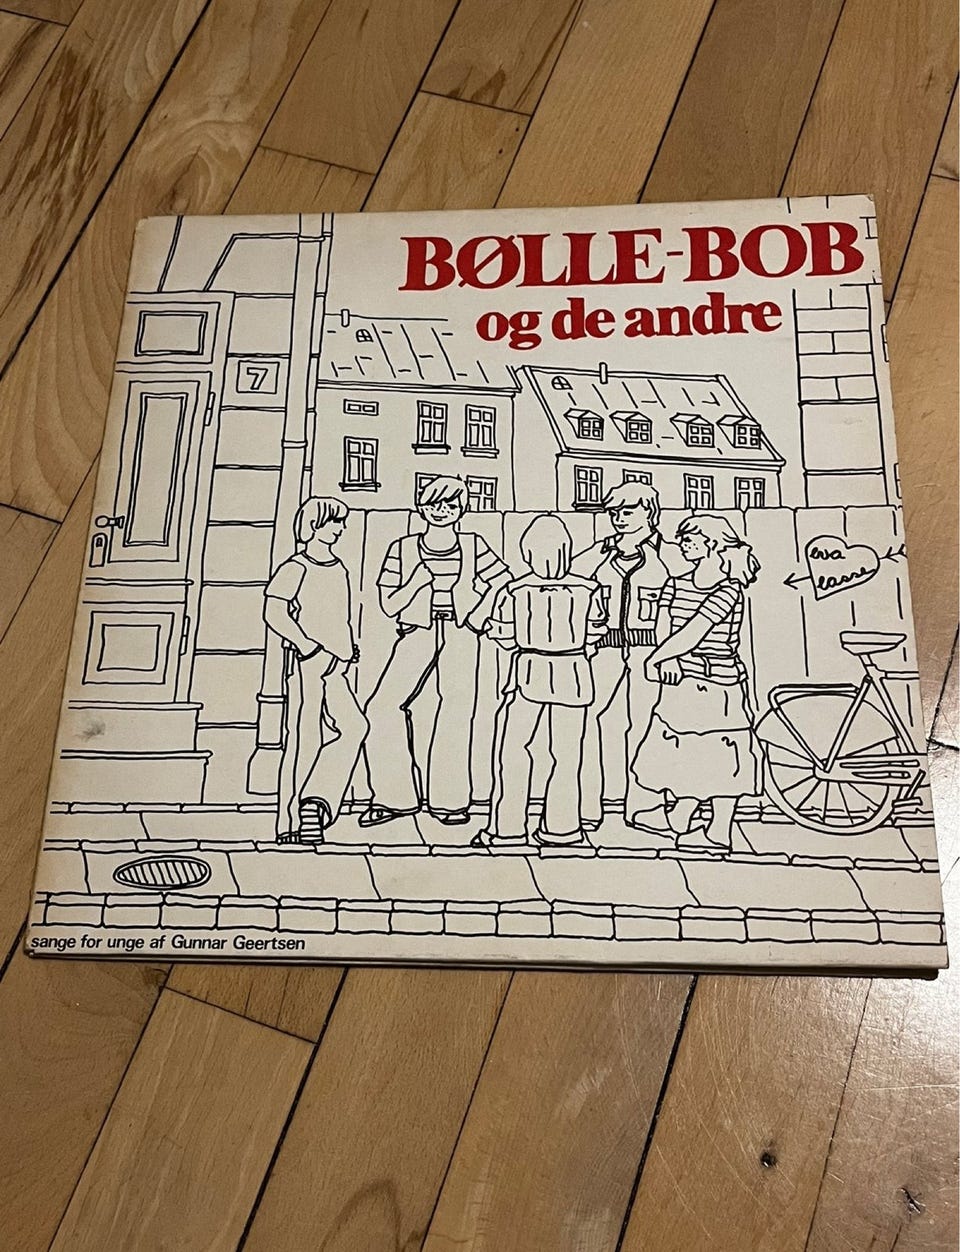 BØLLE-BOB
og de andre
7
eva
lasse
sange for unge af Gunnar Geertsen